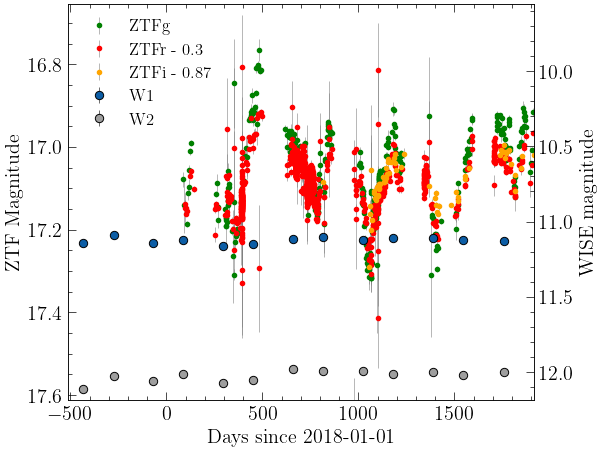 ZTFg
ZTFr - 0.3
ZTFi - 0.87
W1
W2
16.8
17.0
17.2
17.4
17.6
10.0
10.5
11.0
11.5
12.0
−500
0
500
1000
1500
ZTF Magnitude
WISE magnitude
Days since 2018-01-01